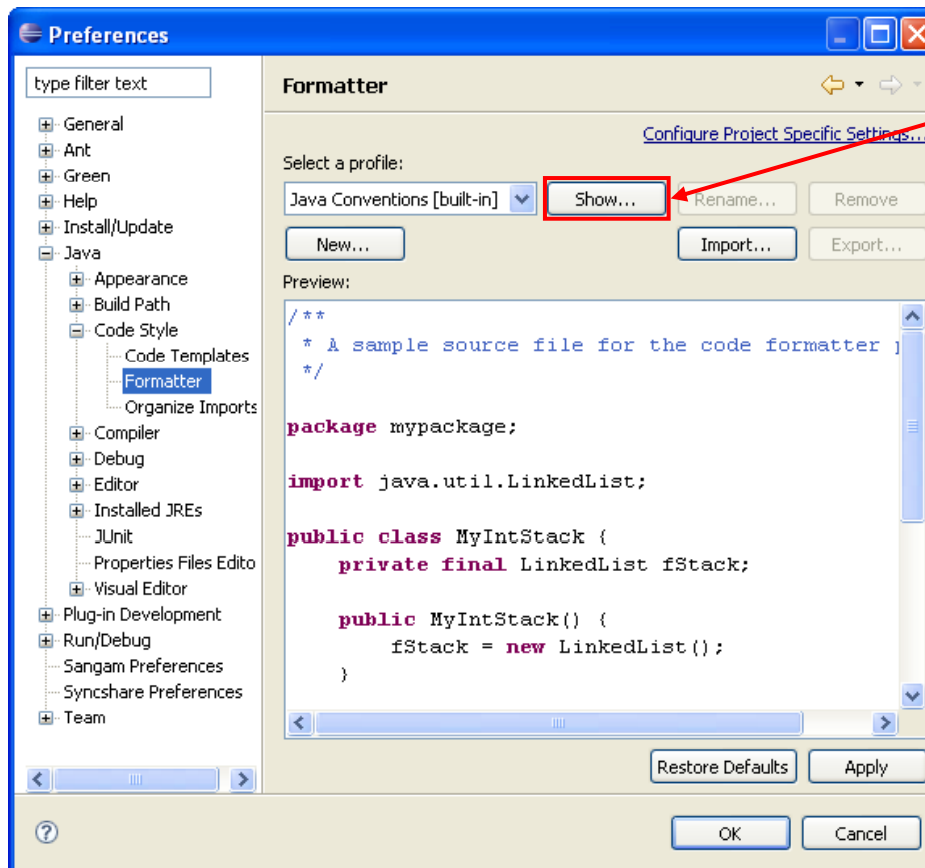 Preferences
type filter text
General
Ant
Green
Help
Install/Update
Java
Appearance
Build Path
Code Style
Code Templates
Formatter
Organize Imports
Compiler
Debug
Editor
Installed JREs
JUnit
Properties Files Edito
Visual Editor
Plug-in Development
Run/Debug
Sangam Preferences
Syncshare Preferences
Team
Formatter
Configure Project Specific Settings...
Select a profile:
Java Conventions [built-in] Show... Rename... Remove
New... Import... Export...
Preview:
/**
 * A sample source file for the code formatter p
 */
package mypackage;
import java.util.LinkedList;
public class MyIntStack {
    private final LinkedList fStack;
    public MyIntStack() {
        fStack = new LinkedList();
    }
Restore Defaults Apply
? OK Cancel